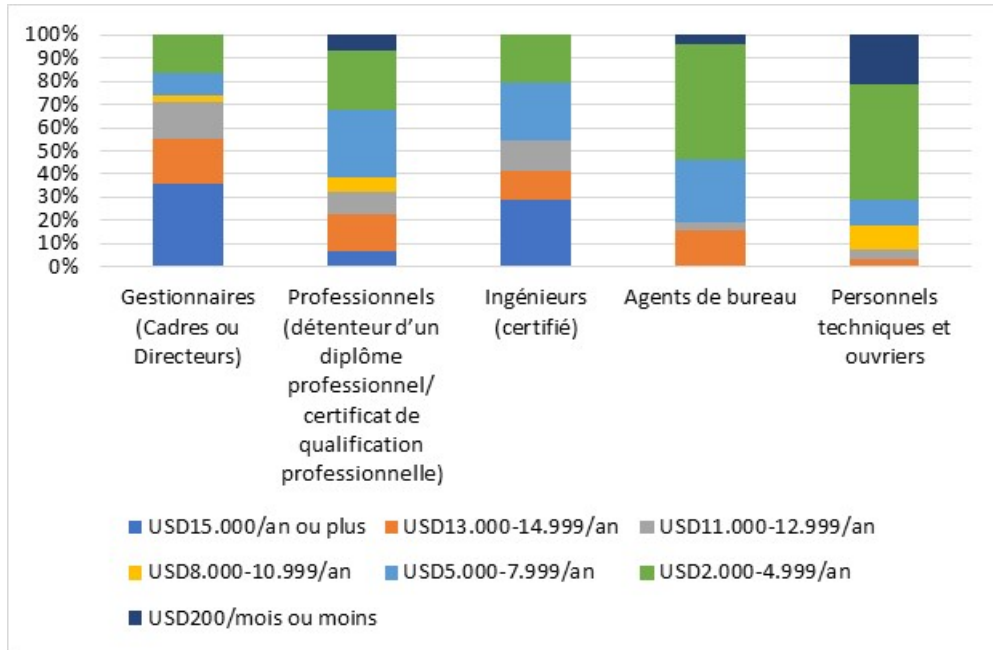 100%
90%
80%
70%
60%
50%
40%
30%
20%
10%
0%
Gestionnaires
(Cadres ou
Directeurs)
Professionnels
(détenteur d’un
diplôme
professionnel/
certificat de
qualification
professionnelle)
Ingénieurs
(certifié)
Agents de bureau
Personnels
techniques et
ouvriers
USD15.000/an ou plus
USD13.000-14.999/an
USD11.000-12.999/an
USD8.000-10.999/an
USD5.000-7.999/an
USD2.000-4.999/an
USD200/mois ou moins